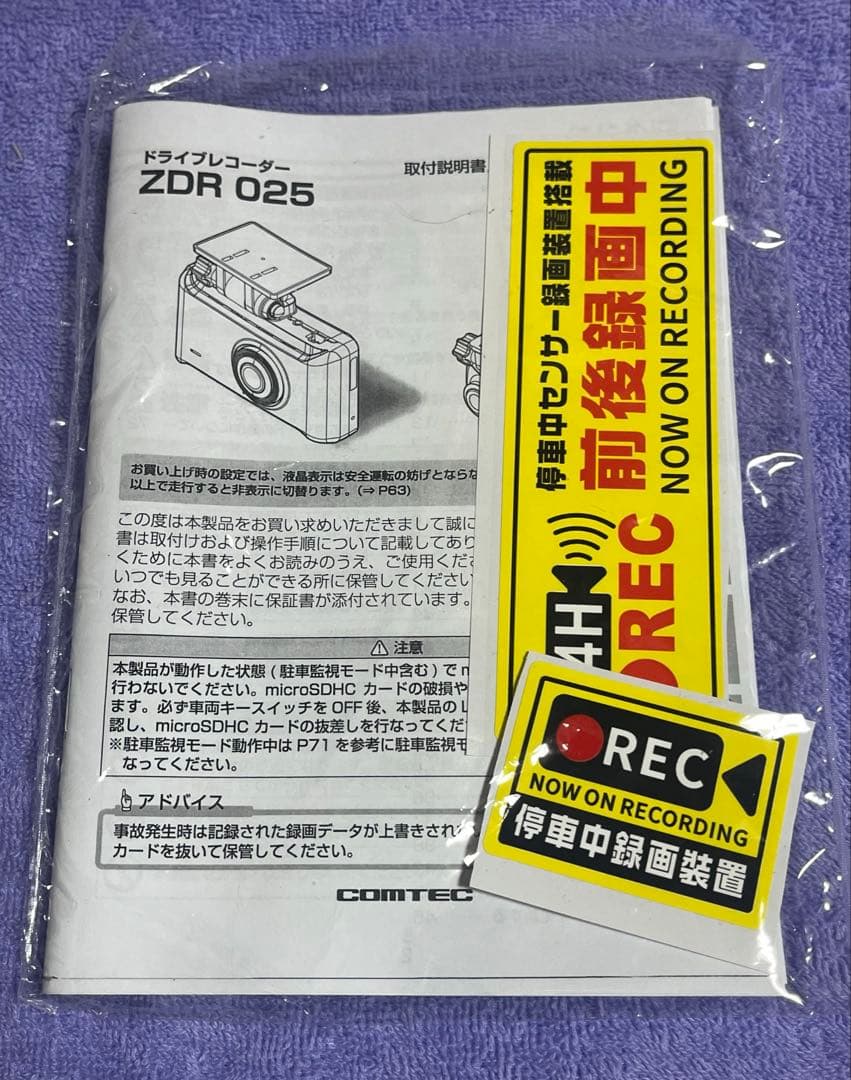 ドライブレコーダー
ZDR 025
取付説明書
お買い上げ時の設定では、液晶表示は安全運転の妨げとならな
以上で走行すると非表示に切替ります。(⇒ P63)
この度は本製品をお買い求めいただきまして誠に
書は取付けおよび操作手順について記載してあり
くために本書をよくお読みのうえ、ご使用くだ
いつでも見ることができる所に保管してください
なお、本書の巻末に保証書が添付されています。
保管してください。
注意
本製品が動作した状態 ( 駐車監視モード中含む ) で m
行わないでください。microSDHC カードの破損や
ます。必ず車両キースイッチを OFF 後、本製品の L
認し、microSDHC カードの抜差しを行なってくだ
※駐車監視モード動作中は P71 を参考に駐車監視モ
なってください。
アドバイス
事故発生時は記録された録画データが上書きされ
カードを抜いて保管してください。
COMTEC
停車中センサー録画装置搭載
前後録画中
NOW ON RECORDING
4H
REC
REC
NOW ON RECORDING
停車中録画装置